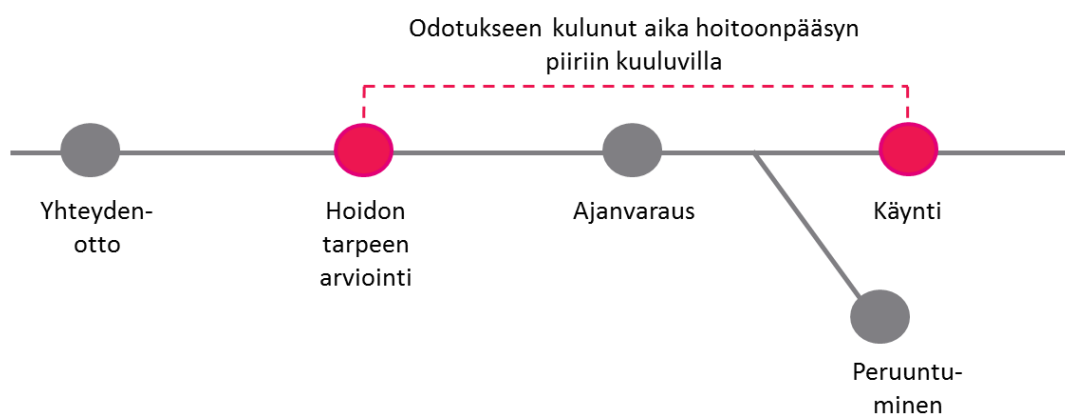 Odotukseen kulunut aika hoitoonpääsyn
piiriin kuuluvilla
Yhteyden-
otto
Hoidon
tarpeen
arviointi
Ajanvaraus
Käynti
Peruuntu-
minen